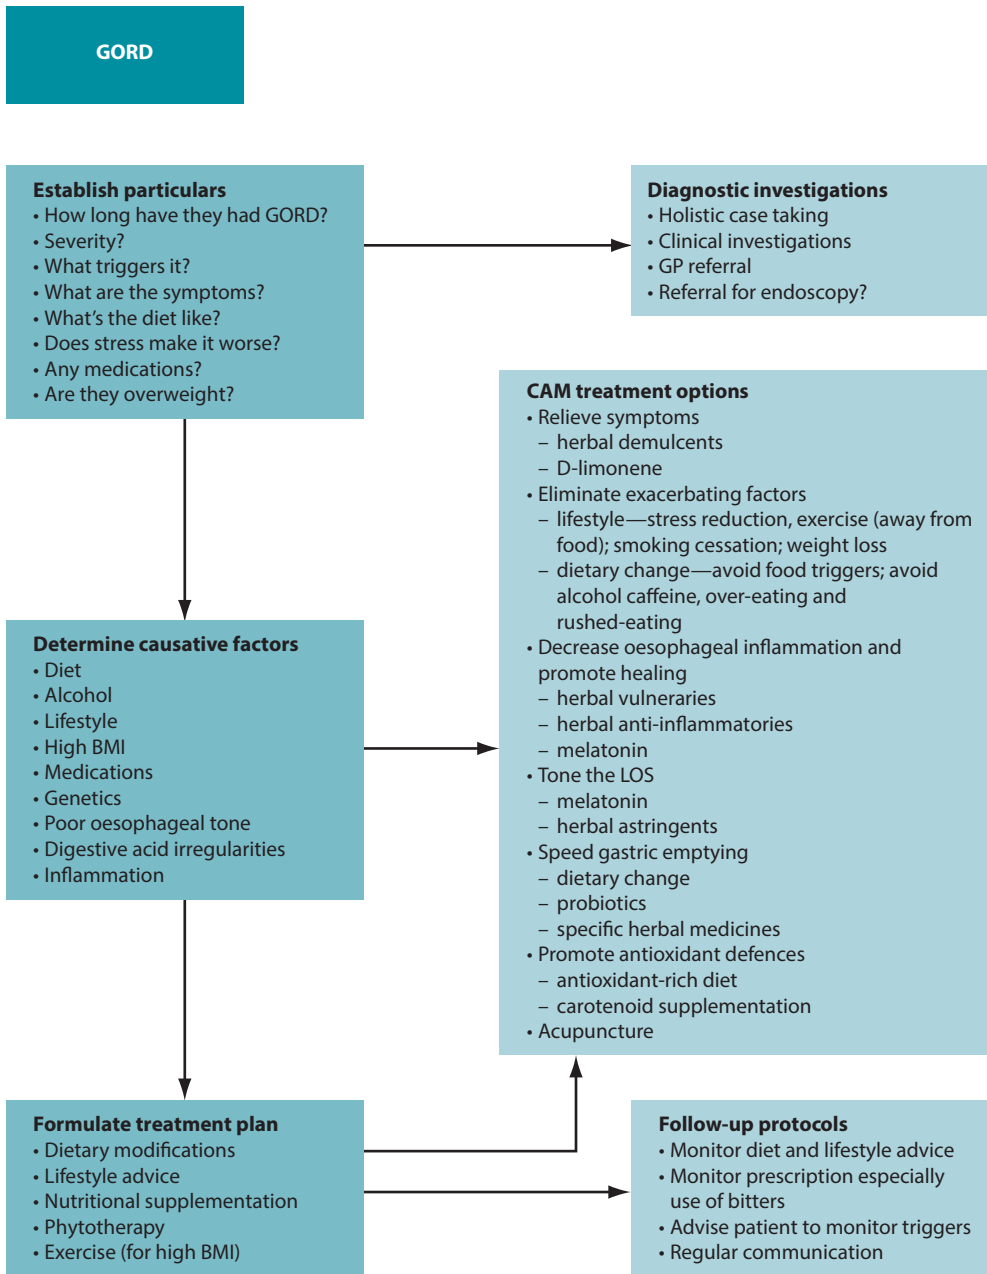 GORD
Establish particulars
• How long have they had GORD?
• Severity?
• What triggers it?
• What are the symptoms?
• What's the diet like?
• Does stress make it worse?
• Any medications?
• Are they overweight?
Diagnostic investigations
• Holistic case taking
• Clinical investigations
• GP referral
• Referral for endoscopy?
CAM treatment options
• Relieve symptoms
– herbal demulcents
– D-limonene
• Eliminate exacerbating factors
– lifestyle—stress reduction, exercise (away from
food); smoking cessation; weight loss
– dietary change—avoid food triggers; avoid
alcohol caffeine, over-eating and
rushed-eating
• Decrease oesophageal inflammation and
promote healing
– herbal vulneraries
– herbal anti-inflammatories
– melatonin
• Tone the LOS
– melatonin
– herbal astringents
• Speed gastric emptying
– dietary change
– probiotics
– specific herbal medicines
• Promote antioxidant defences
– antioxidant-rich diet
– carotenoid supplementation
• Acupuncture
Determine causative factors
• Diet
• Alcohol
• Lifestyle
• High BMI
• Medications
• Genetics
• Poor oesophageal tone
• Digestive acid irregularities
• Inflammation
Formulate treatment plan
• Dietary modifications
• Lifestyle advice
• Nutritional supplementation
• Phytotherapy
• Exercise (for high BMI)
Follow-up protocols
• Monitor diet and lifestyle advice
• Monitor prescription especially
use of bitters
• Advise patient to monitor triggers
• Regular communication